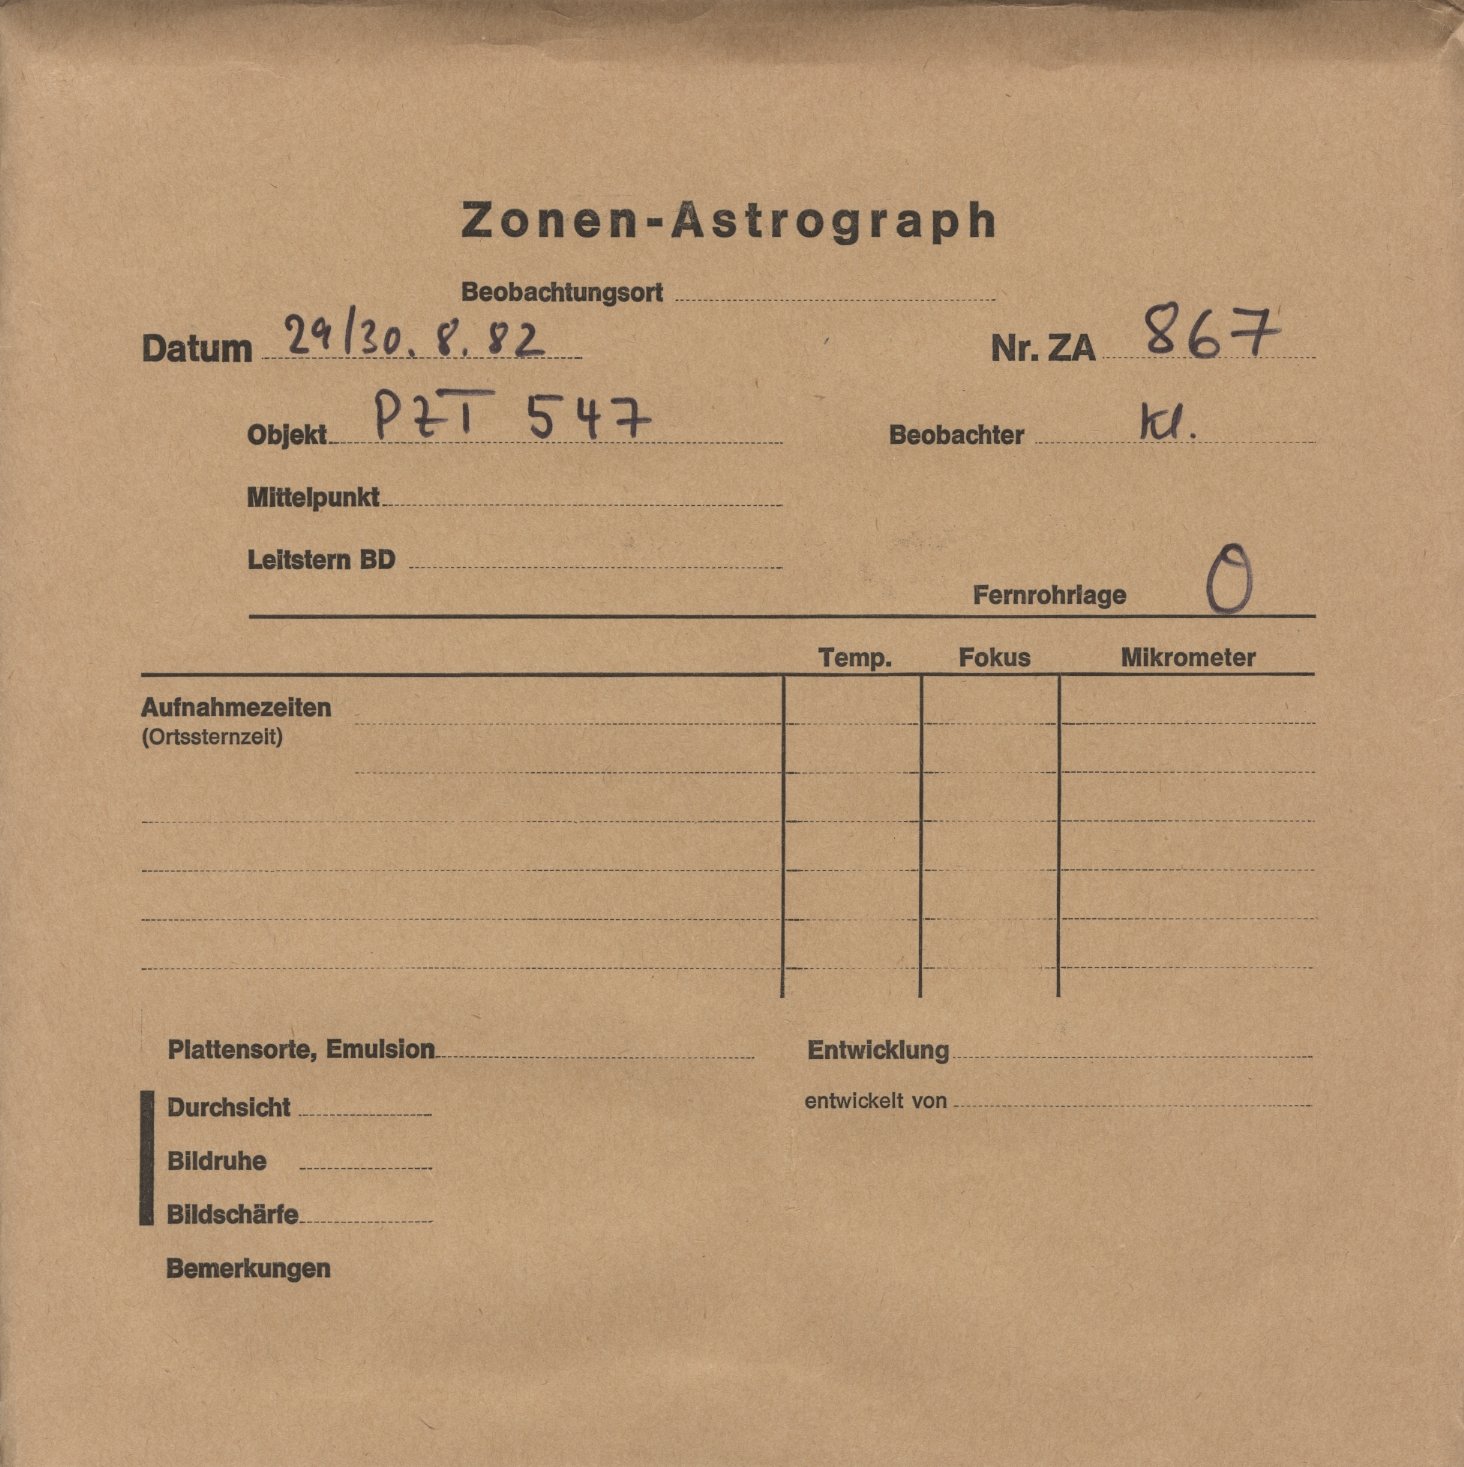 Zonen-Astrograph
Beobachtungsort
Datum 29/30. 8. 82 Nr. ZA 867
Objekt PZT 547 Beobachter Kl.
Mittelpunkt
Leitstern BD
Fernrohrlage O
Temp. Fokus Mikrometer
Aufnahmezeiten
(Ortssternzeit)
Plattensorte, Emulsion Entwicklung
Durchsicht entwickelt von
Bildruhe
Bildschärfe
Bemerkungen